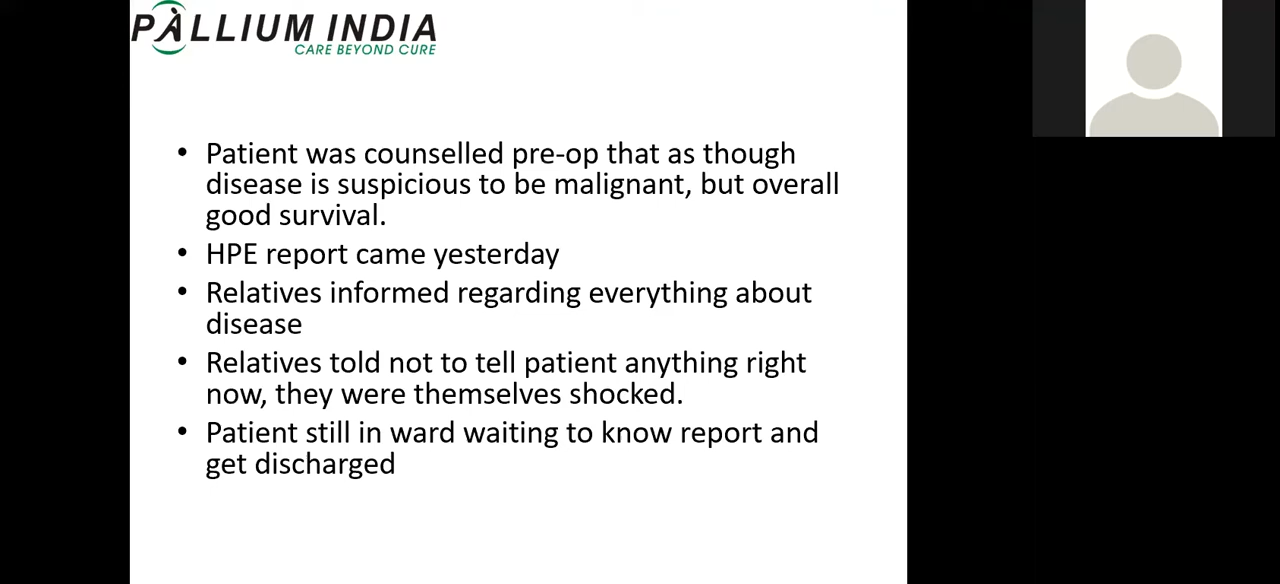 PALLIUM INDIA
CARE BEYOND CURE
• Patient was counselled pre-op that as though
disease is suspicious to be malignant, but overall
good survival.
• HPE report came yesterday
• Relatives informed regarding everything about
disease
• Relatives told not to tell patient anything right
now, they were themselves shocked.
• Patient still in ward waiting to know report and
get discharged